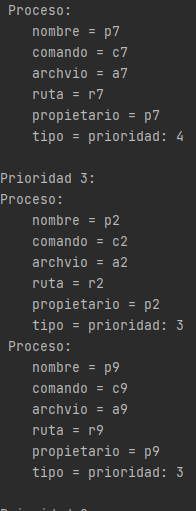 Proceso:
nombre = p7
comando = c7
archvio = a7
ruta = r7
propietario = p7
tipo = prioridad: 4
Prioridad 3:
Proceso:
nombre = p2
comando = c2
archvio = a2
ruta = r2
propietario = p2
tipo = prioridad: 3
Proceso:
nombre = p9
comando = c9
archvio = a9
ruta = r9
propietario = p9
tipo = prioridad: 3